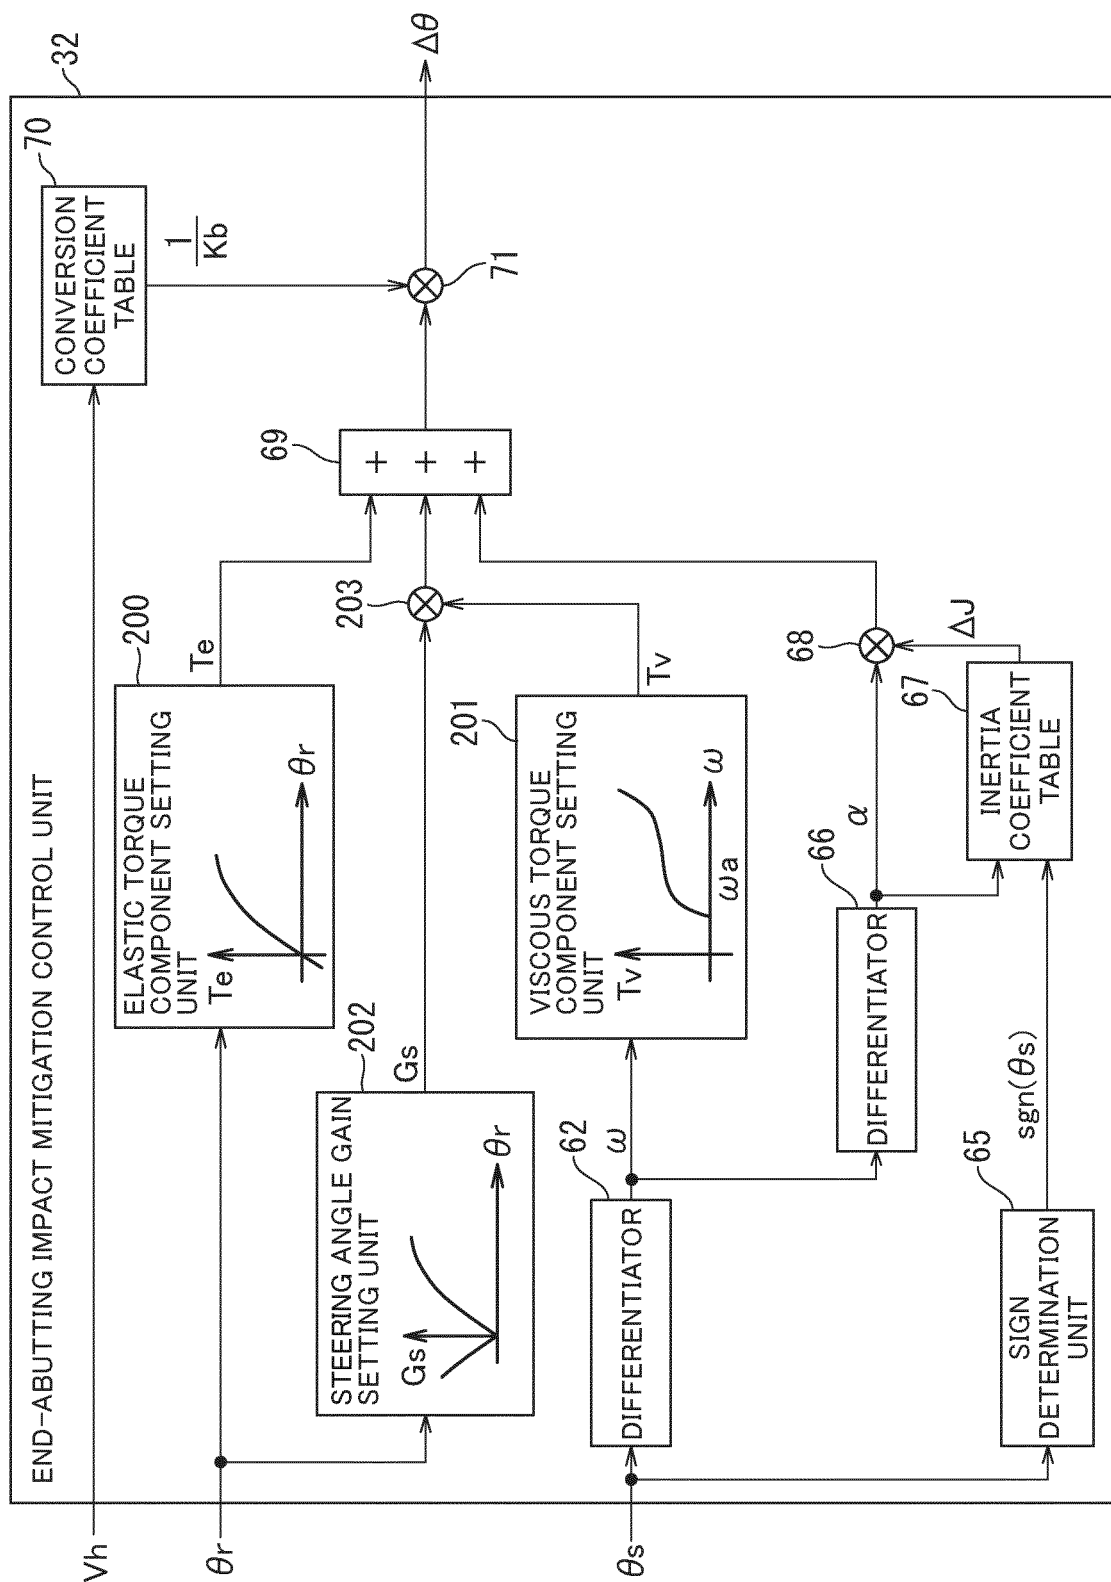 END-ABUTTING IMPACT MITIGATION CONTROL UNIT
32
Vh
CONVERSION
COEFFICIENT
TABLE
70
1
Kb
Δθ
71
θr
ELASTIC TORQUE
COMPONENT SETTING
UNIT
Te
θr
200
Te
69
+
+
+
STEERING ANGLE GAIN
SETTING UNIT
Gs
θr
202
Gs
203
VISCOUS TORQUE
COMPONENT SETTING
UNIT
Tv
ωa
ω
201
Tv
θs
DIFFERENTIATOR
62
ω
DIFFERENTIATOR
66
α
68
ΔJ
INERTIA
COEFFICIENT
TABLE
67
SIGN
DETERMINATION
UNIT
65
sgn(θs)